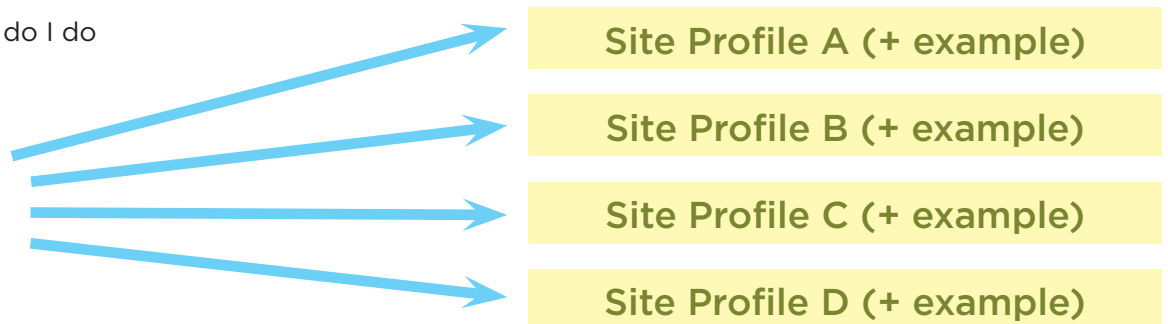 do I do
Site Profile A (+ example)
Site Profile B (+ example)
Site Profile C (+ example)
Site Profile D (+ example)